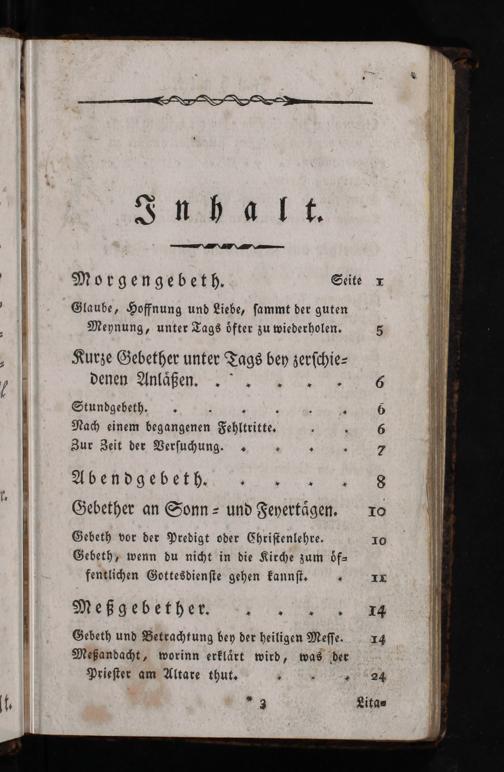 Inhalt.
Morgengebeth. Seite 1
Glaube, Hoffnung und Liebe, sammt der guten
Meynung, unter Tags öfter zu wiederholen. 5
Kurze Gebether unter Tags bey zerschie=
denen Anläßen. . . . . . 6
Stundgebeth. . . . . . . 6
Nach einem begangenen Fehltritte. . . 6
Zur Zeit der Versuchung. . . . . 7
Abendgebeth. . . . . 8
Gebether an Sonn= und Feyertägen. 10
Gebeth vor der Predigt oder Christenlehre. 10
Gebeth, wenn du nicht in die Kirche zum öf=
fentlichen Gottesdienste gehen kannst. . 11
Meßgebether. . . . . 14
Gebeth und Betrachtung bey der heiligen Messe. 14
Meßandacht, worinn erklärt wird, was der
Priester am Altare thut. . . . 24
* 3 Lita=